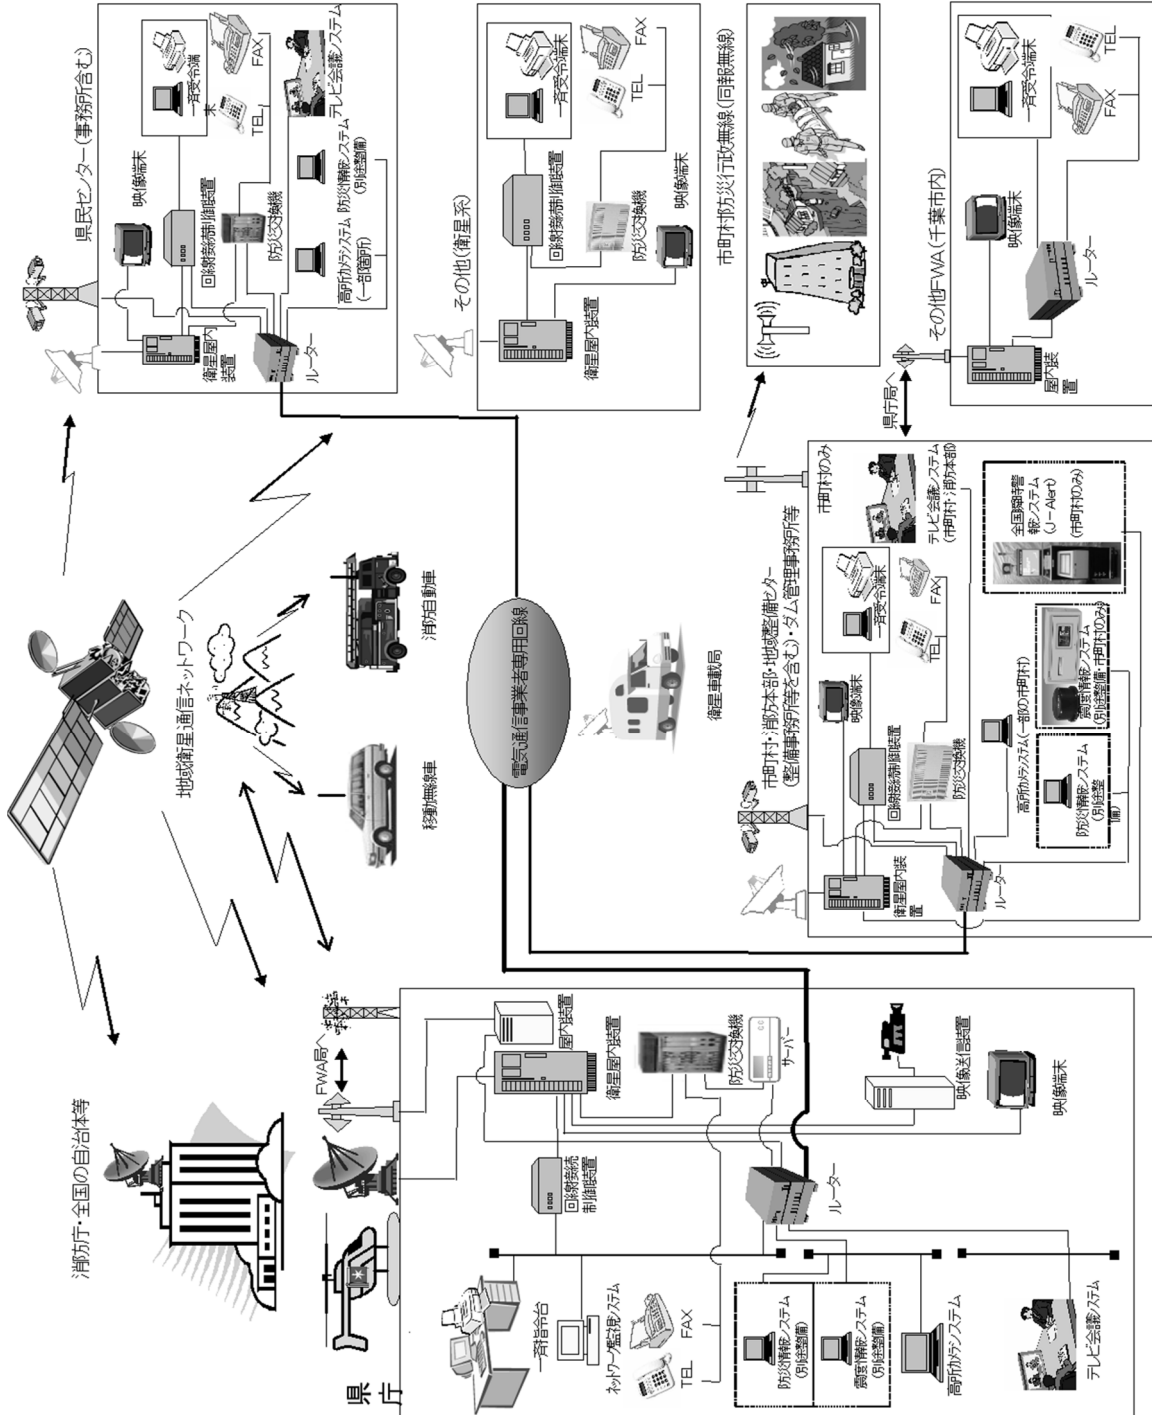 消防庁・全国の自治体等
地域衛星通信ネットワーク
移動無線車
消防自動車
電気通信事業者専用回線
衛星車載局
県庁
FWA局へ
屋内装置
衛星屋内装置
回線接続
制御装置
防災交換機
サーバー
映像送信装置
映像端末
ルーター
一斉指令台
ネットワーク監視システム
TEL
FAX
防災情報システム
(別途整備)
震度情報システム
(別途整備)
高所カメラシステム
テレビ会議システム
県民センター(事務所含む)
映像端末
回線接続制御装置
衛星屋内
装置
防災交換機
ルーター
一斉受令端
末
TEL
FAX
テレビ会議システム
高所カメラシステム
(一部箇所)
防災情報システム
(別途整備)
その他(衛星系)
衛星屋内装置
回線接続制御装置
防災交換機
映像端末
一斉受令端末
TEL
FAX
市町村防災行政無線(同報無線)
市町村のみ
市町村・消防本部・地域整備センター
(整備事務所等を含む)・ダム管理事務所等
映像端末
回線接続制御装置
衛星屋内装
置
防災交換機
ルーター
一斉受令端末
TEL
FAX
テレビ会議システム
(市町村・消防本部)
高所カメラシステム(一部の市町村)
防災情報システム
(別途整
備)
震度情報システム
(別途整備・市町村のみ)
全国瞬時警
報システム
(J-Alert)
(市町村のみ)
県庁局へ
その他FWA(千葉市内)
屋内装
置
映像端末
ルーター
一斉受令端末
FAX
TEL